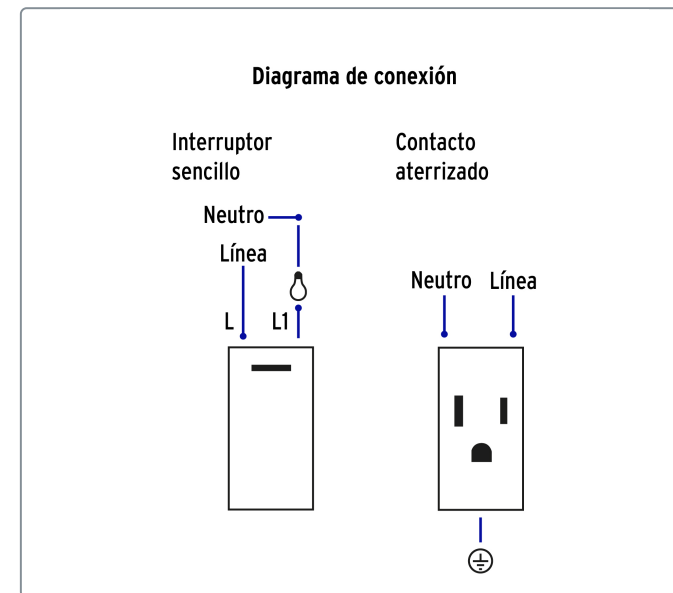 Diagrama de conexión
Interruptor
sencillo
Neutro
Línea
L L1
Contacto
aterrizado
Neutro Línea